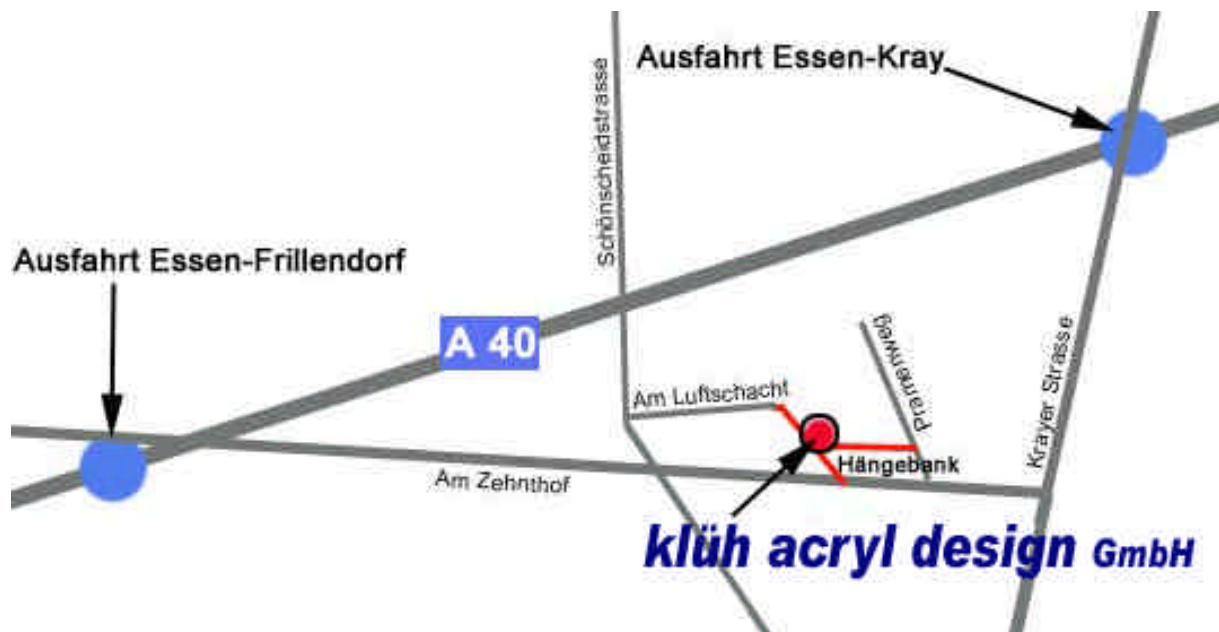 Ausfahrt Essen-Kray
Schönscheidstrasse
Ausfahrt Essen-Frillendorf
A 40
Pramenweg
Krayer Strasse
Am Luftschacht
Hängebank
Am Zehnthof
klüh acryl design GmbH